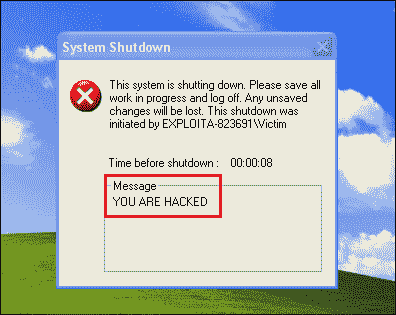 System Shutdown
This system is shutting down. Please save all
work in progress and log off. Any unsaved
changes will be lost. This shutdown was
initiated by EXPLOITA-823691\Victim
Time before shutdown : 00:00:08
Message
YOU ARE HACKED